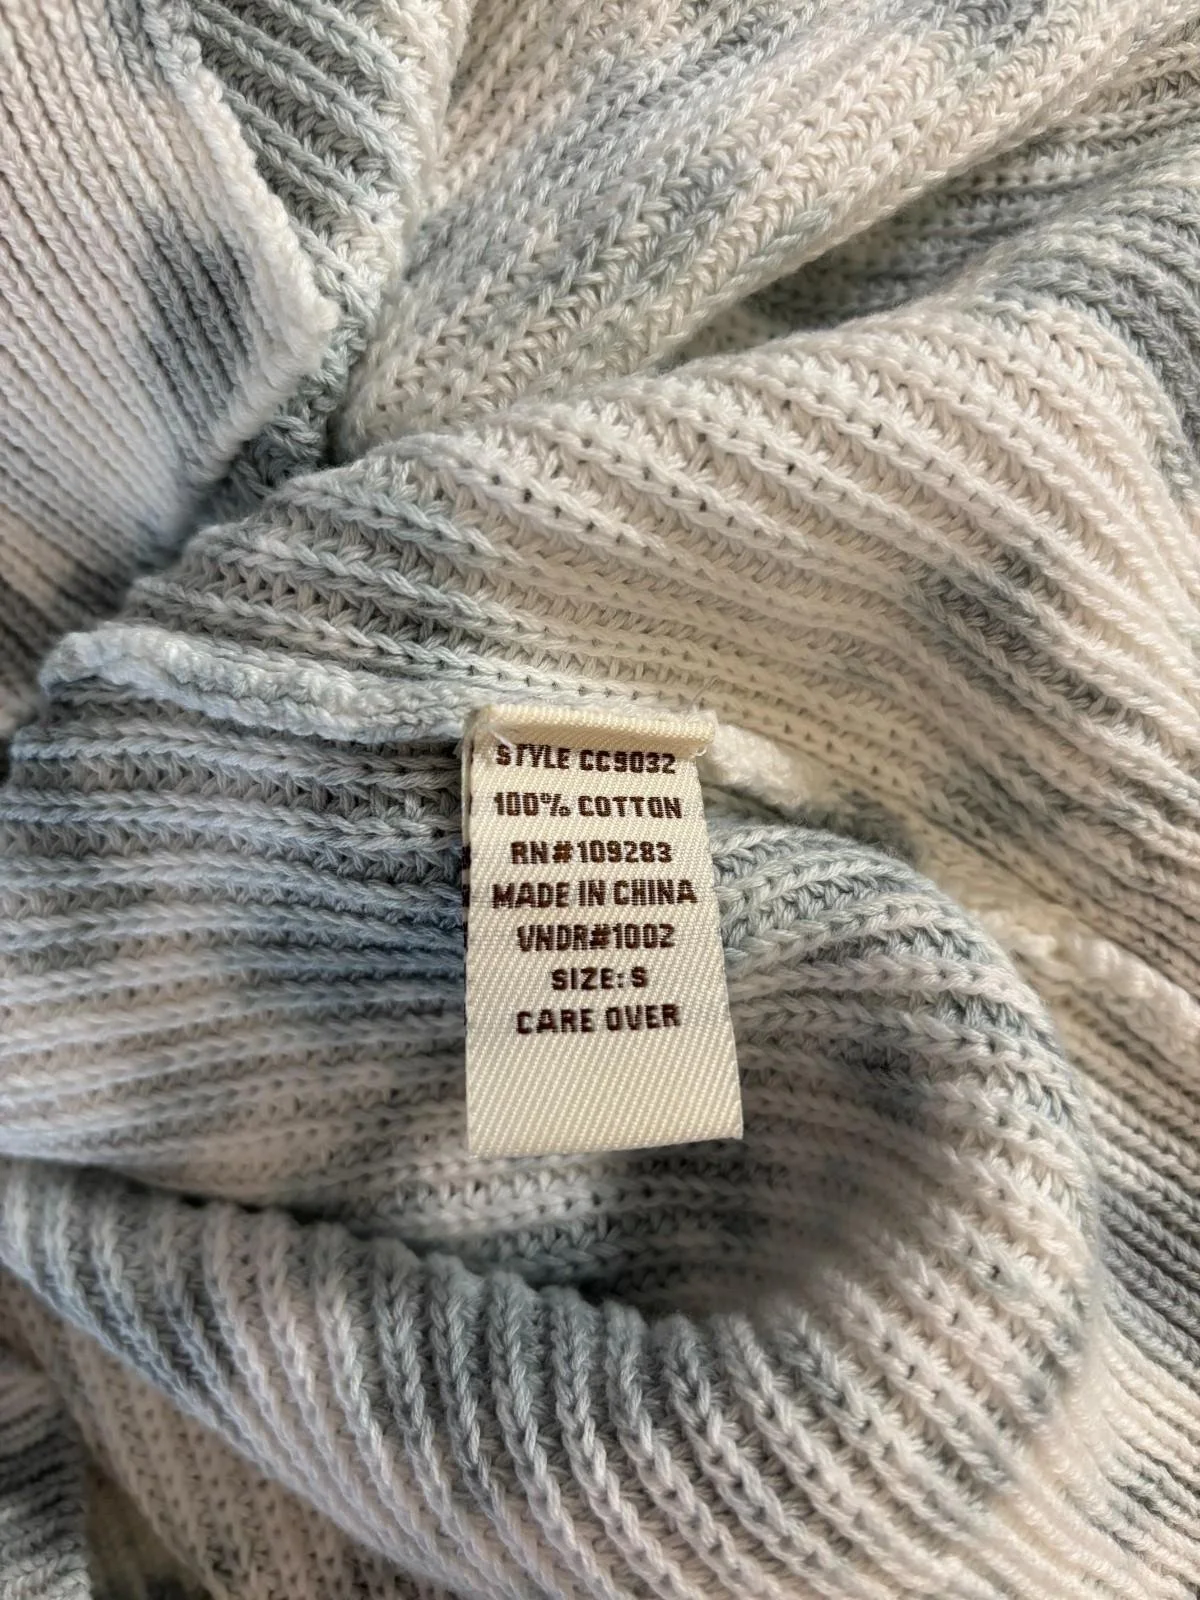 STYLE CC9032
100% COTTON
RN#109283
MADE IN CHINA
VNDR#1002
SIZE: S
CARE OVER